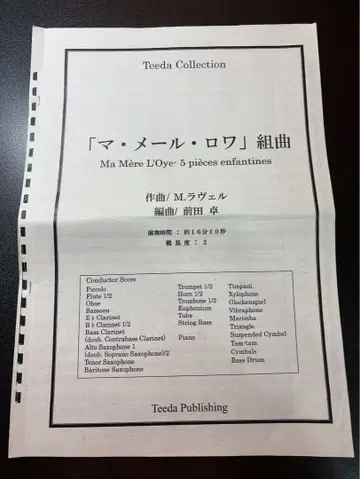 Teeda Collection
「マ・メール・ロワ」組曲
Ma Mère L'Oye- 5 pièces enfantines
作曲/ M.ラヴェル
編曲/ 前田 卓
演奏時間 : 約16分10秒
難易度 : 3
Conductor Score
Piccolo
Flute 1/2
Oboe
Bassoon
E♭ Clarinet
B♭ Clarinet 1/2
Bass Clarinet
(doub. Contrabass Clarinet)
Alto Saxophone 1
(doub. Soprano Saxophone)/2
Tenor Saxophone
Baritone Saxophone
Trumpet 1/2
Horn 1/2
Trombone 1/2
Euphonium
Tuba
String Bass
Piano
Timpani
Xylophone
Glockenspiel
Vibraphone
Marimba
Triangle
Suspended Cymbal
Tam-tam
Cymbals
Bass Drum
Teeda Publishing